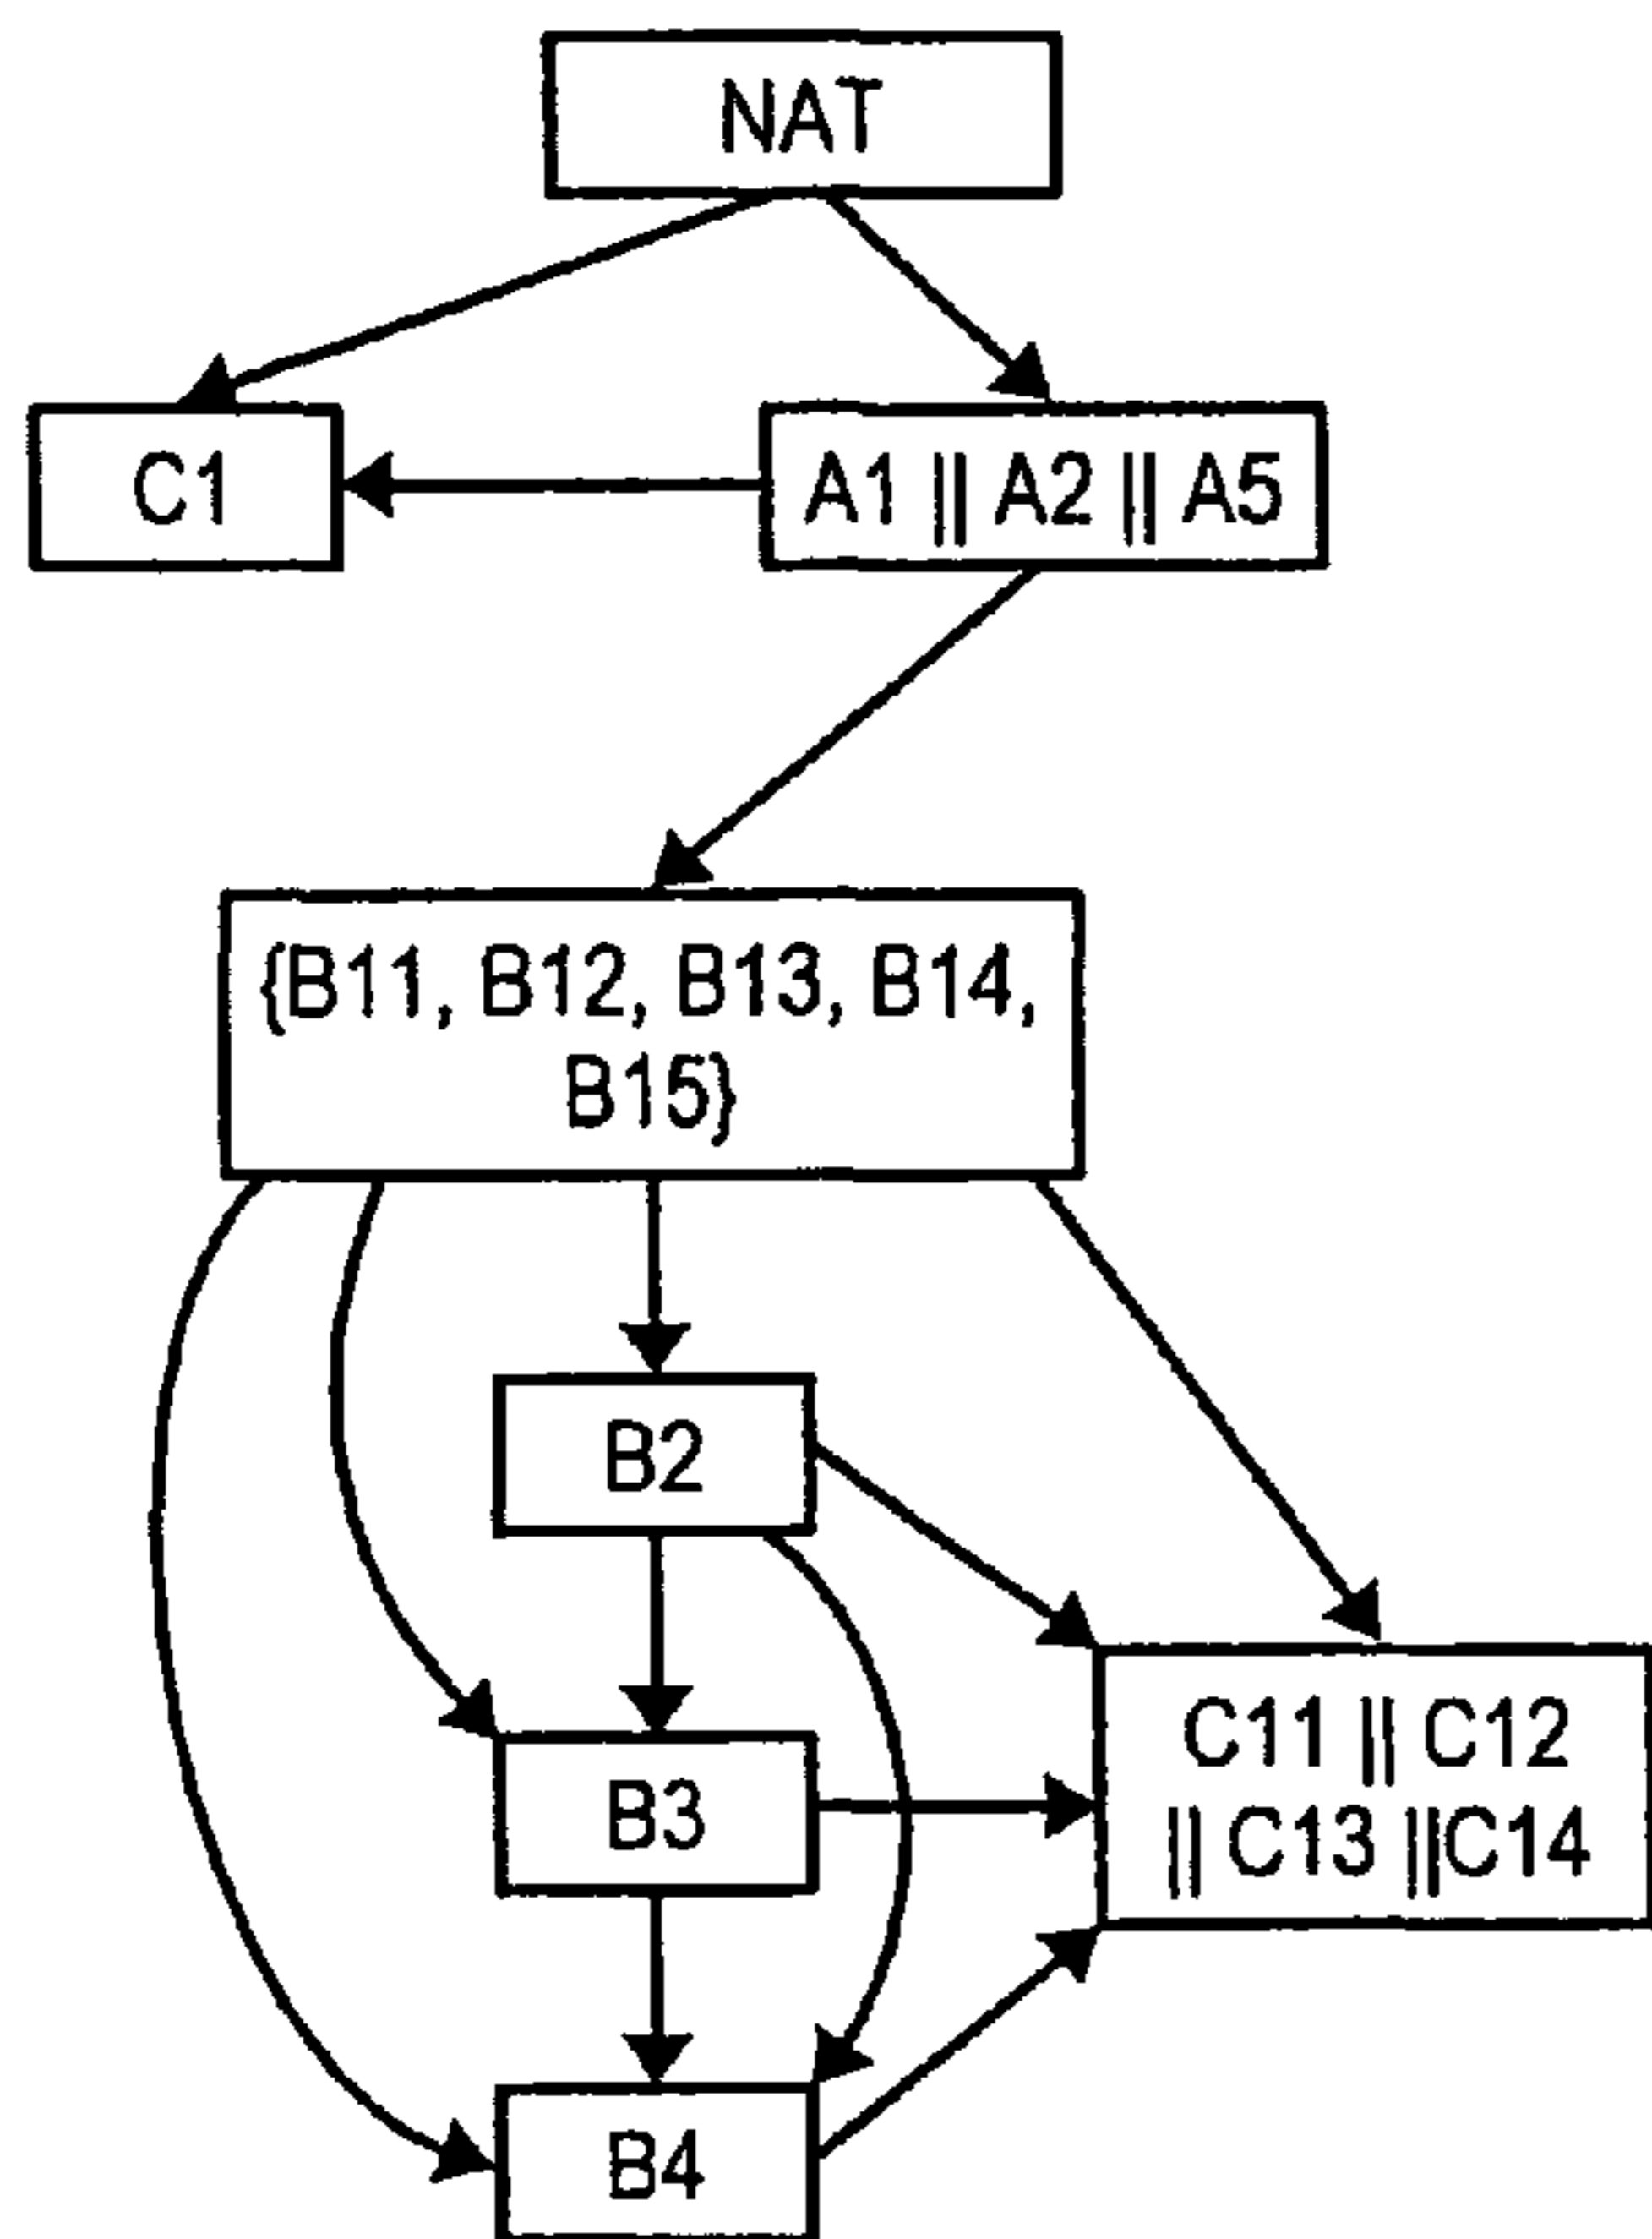 NAT
C1
A1 || A2 || A5
{B11, B12, B13, B14,
B15}
B2
B3
C11 || C12
|| C13 ||C14
B4